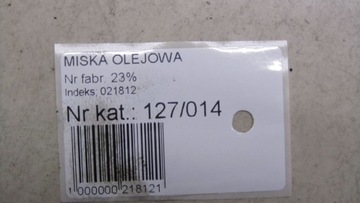 MISKA OLEJOWA
Nr fabr. 23%
Indeks; 021812
Nr kat.: 127/014
1 000000 218121